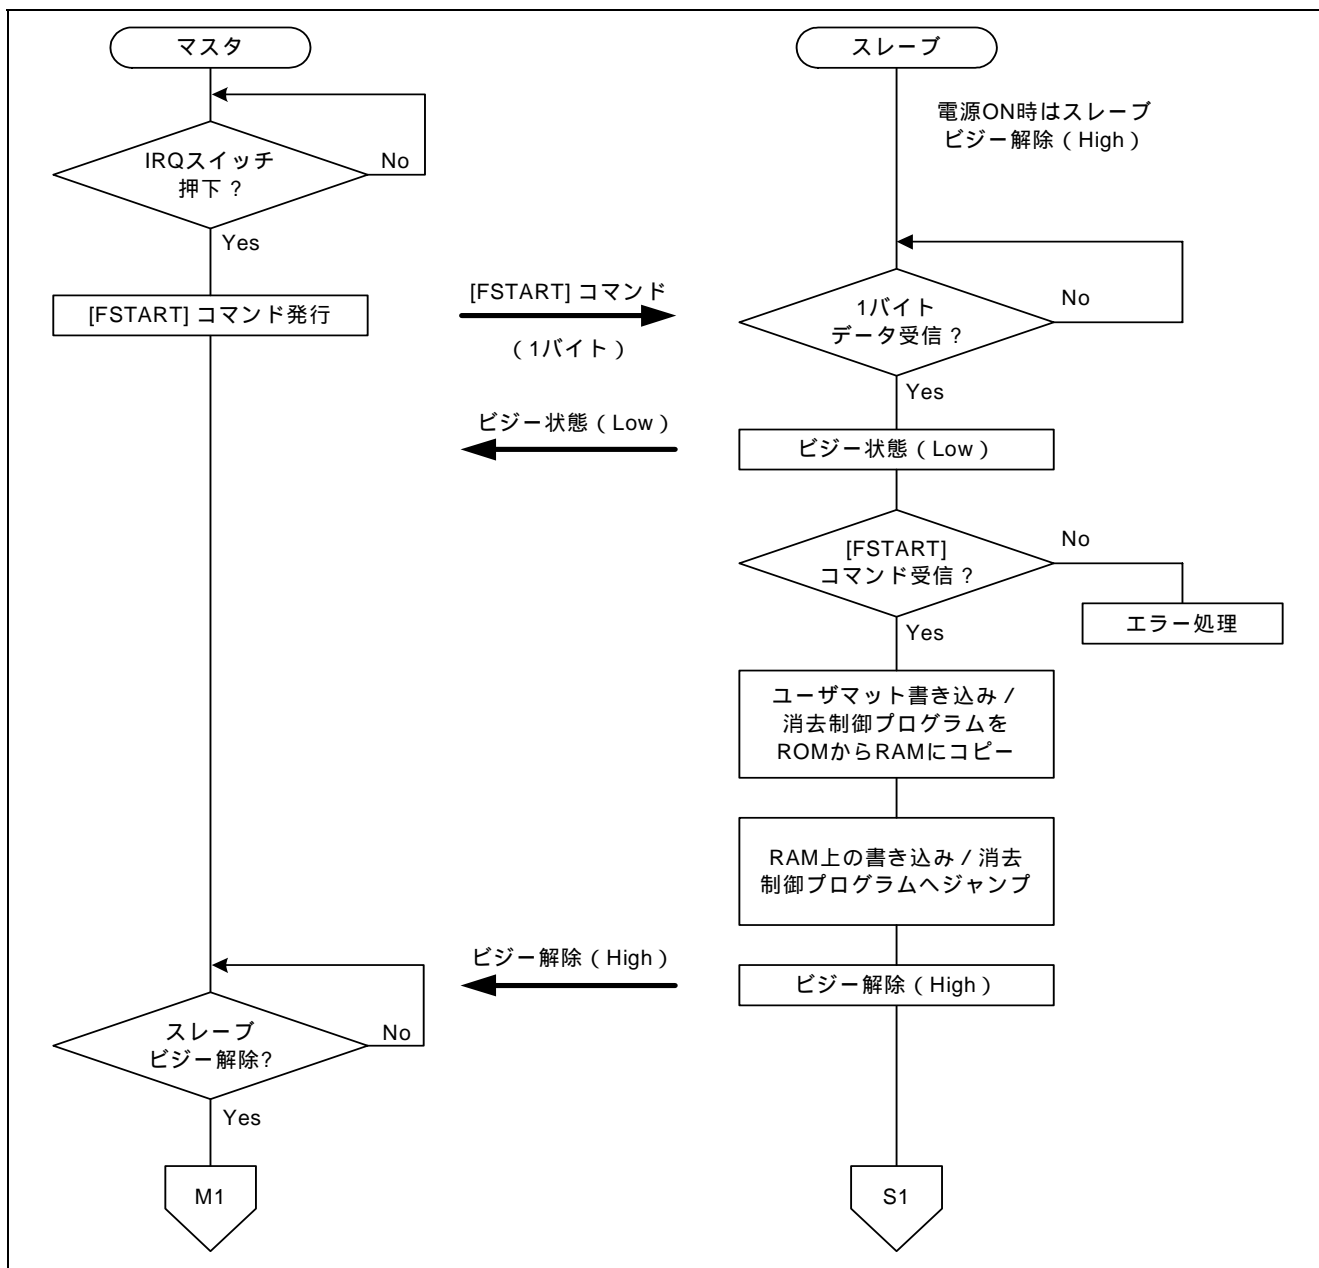 マスタ
スレーブ
電源ON時はスレーブ
ビジー解除（High）
IRQスイッチ
押下？
No
Yes
[FSTART] コマンド発行
[FSTART] コマンド
（1バイト）
1バイト
データ受信？
No
Yes
ビジー状態（Low）
ビジー状態（Low）
[FSTART]
コマンド受信？
No
エラー処理
Yes
ユーザマット書き込み／
消去制御プログラムを
ROMからRAMにコピー
RAM上の書き込み／消去
制御プログラムへジャンプ
ビジー解除（High）
ビジー解除（High）
スレーブ
ビジー解除?
No
Yes
M1
S1